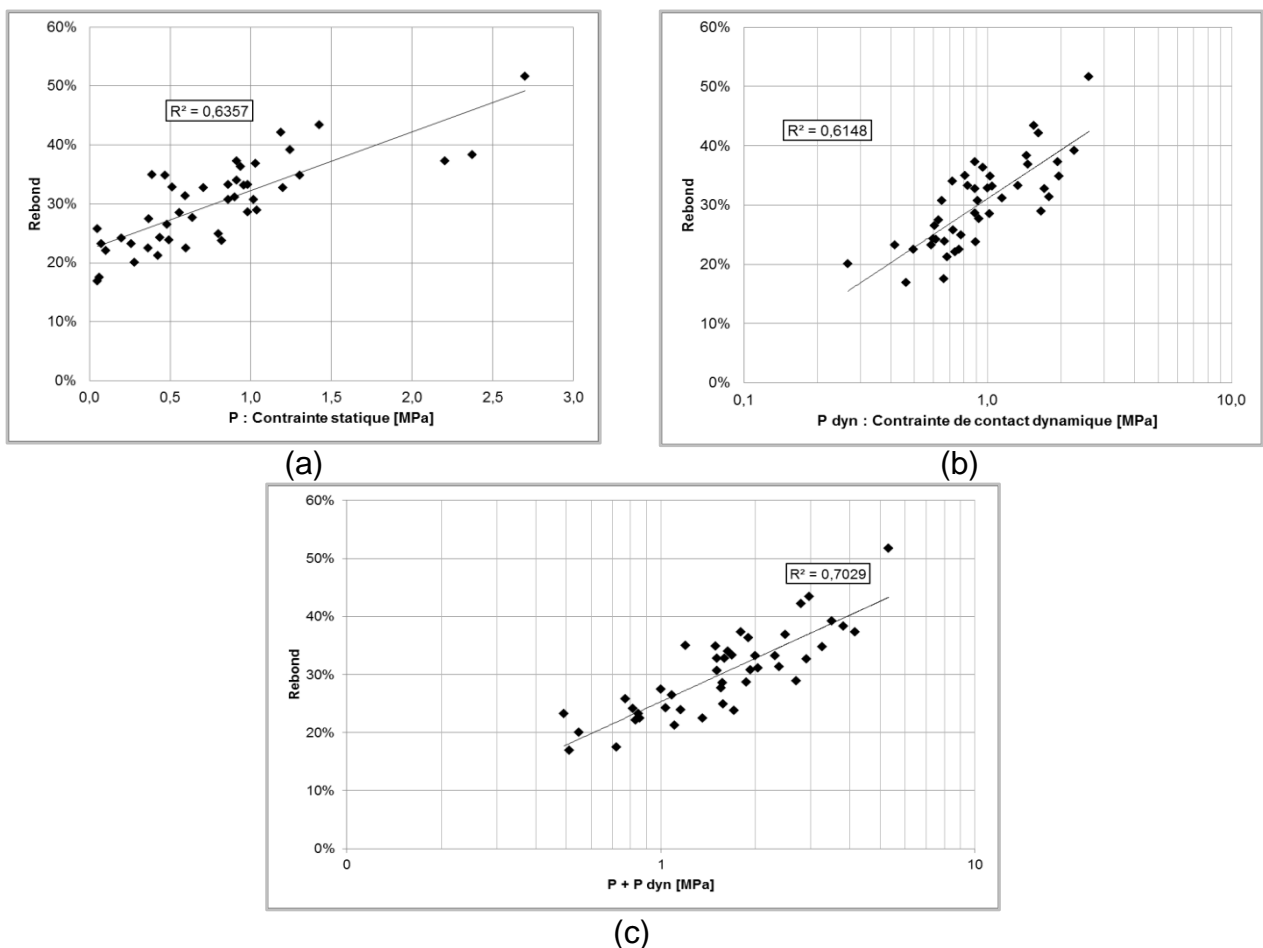 60%
50%
40%
30%
20%
10%
0%
Rebond
R² = 0,6357
0,0 0,5 1,0 1,5 2,0 2,5 3,0
P : Contrainte statique [MPa]
(a)
60%
50%
40%
30%
20%
10%
0%
Rebond
R² = 0,6148
0,1 1,0 10,0
P dyn : Contrainte de contact dynamique [MPa]
(b)
60%
50%
40%
30%
20%
10%
0%
Rebond
R² = 0,7029
0 1 10
P + P dyn [MPa]
(c)